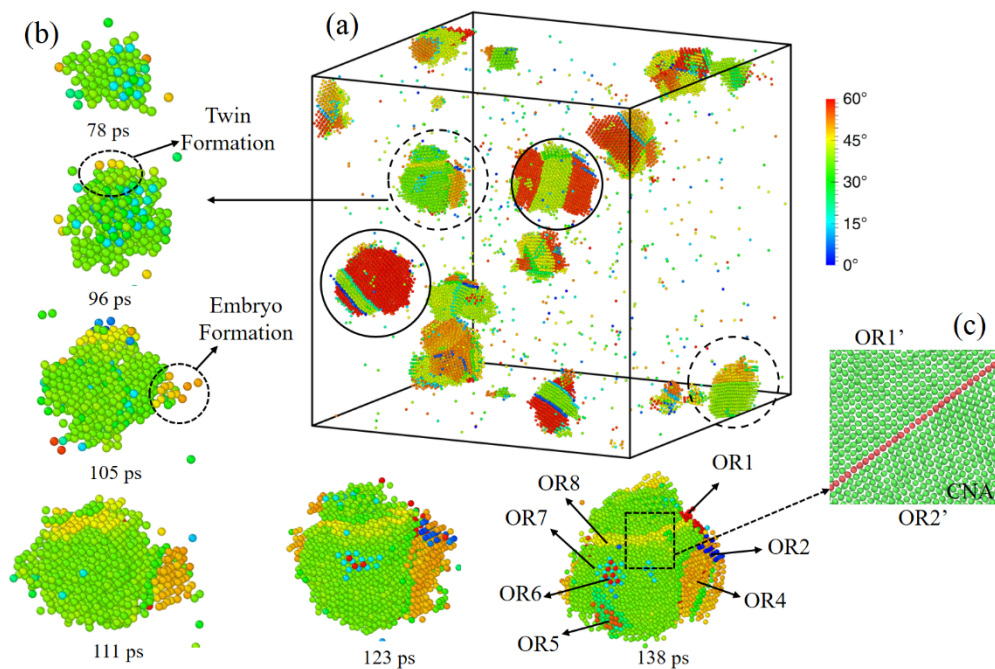 (b)
(a)
78 ps
Twin
Formation
96 ps
Embryo
Formation
105 ps
60°
45°
30°
15°
0°
(c)
OR1’
CNA
OR2’
111 ps
123 ps
OR8
OR7
OR6
OR5
OR1
OR2
OR4
138 ps